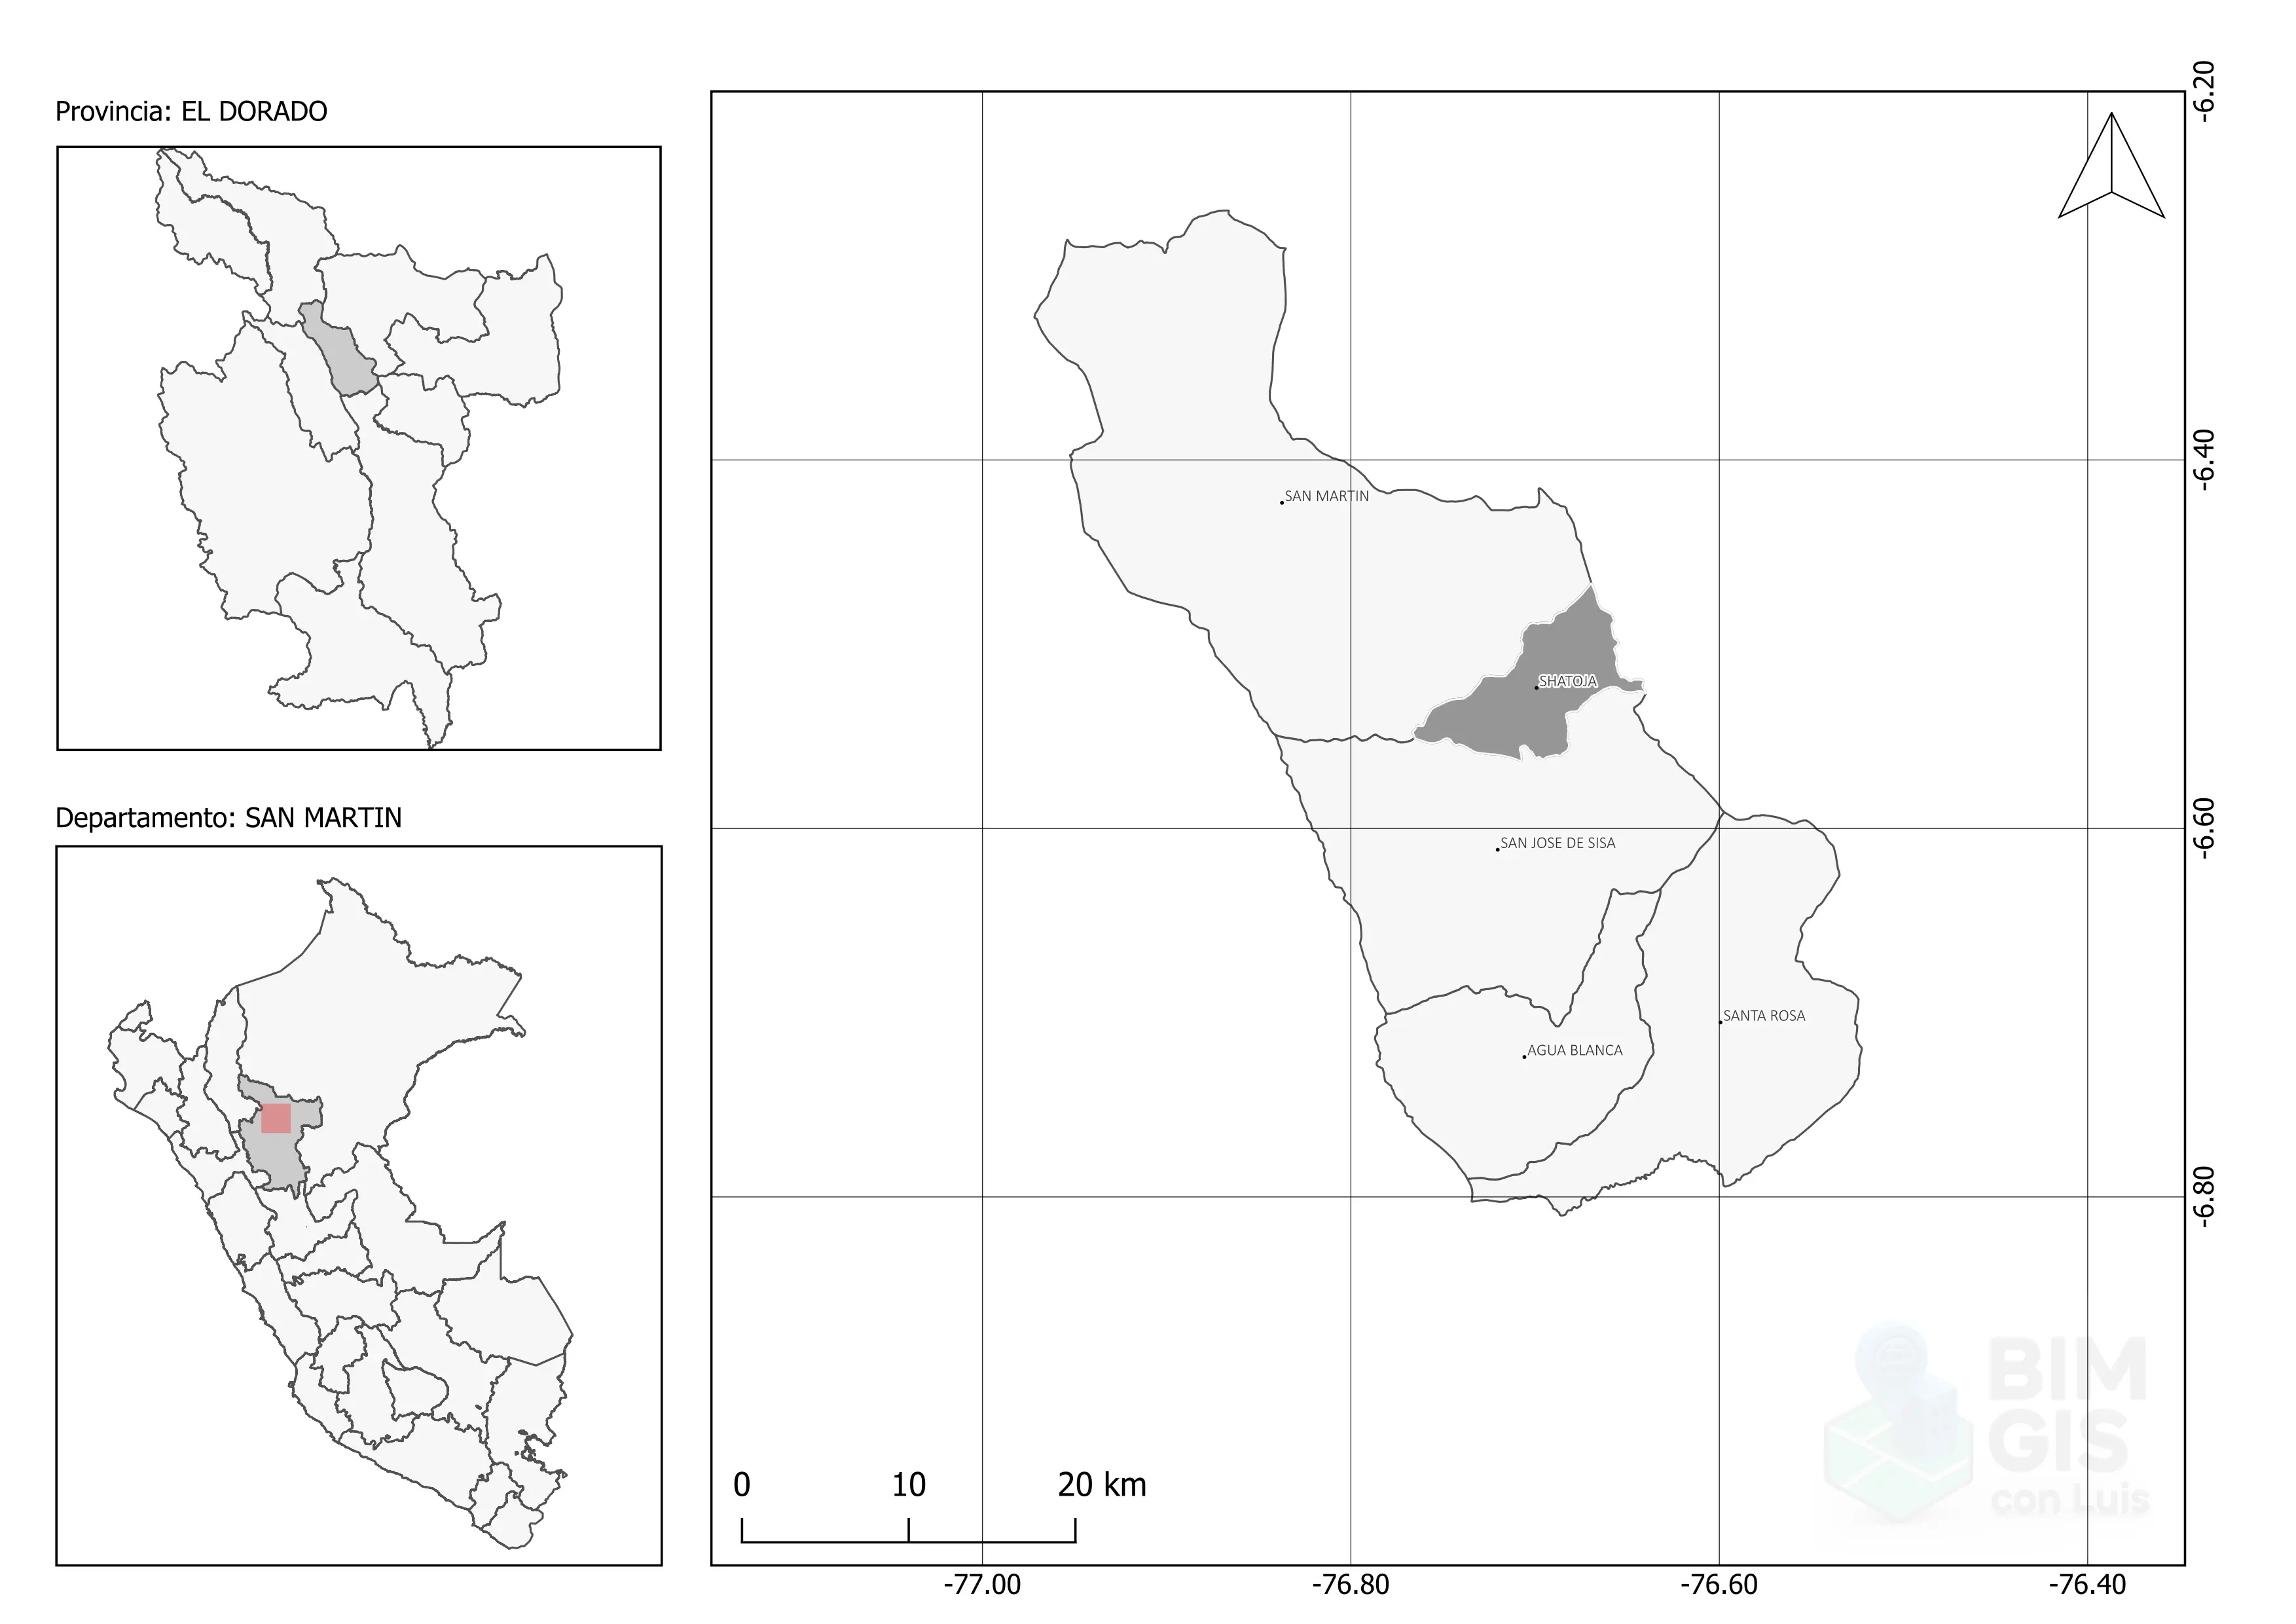 Provincia: EL DORADO
Departamento: SAN MARTIN
SAN MARTIN
SHATOJA
SAN JOSE DE SISA
SANTA ROSA
AGUA BLANCA
-6.20
-6.40
-6.60
-6.80
0 10 20 km
BIM
GIS
con Luis
-77.00 -76.80 -76.60 -76.40